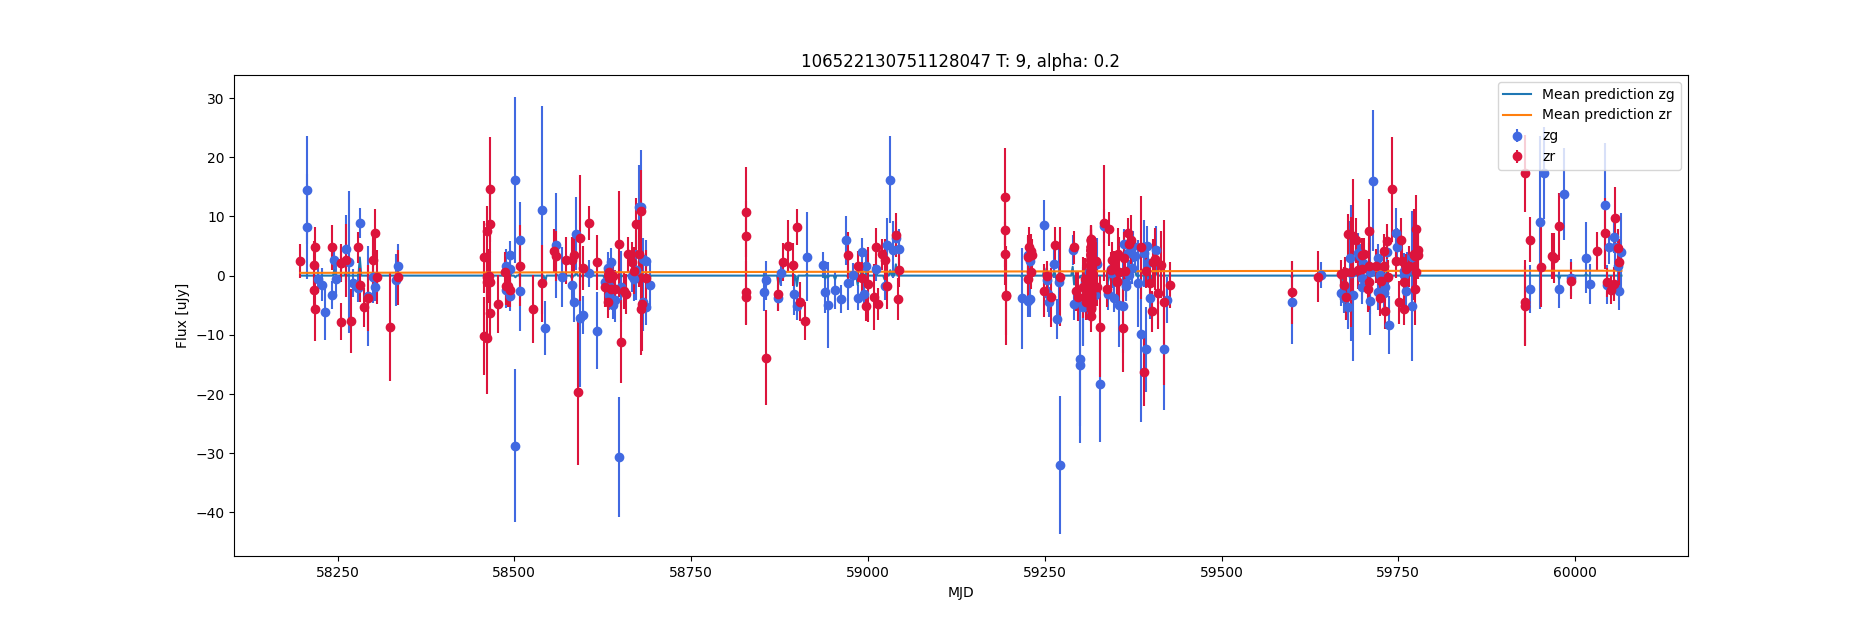 106522130751128047 T: 9, alpha: 0.2
Mean prediction zg
Mean prediction zr
zg
zr
Flux [uJy]
30
20
10
0
−10
−20
−30
−40
58250 58500 58750 59000 59250 59500 59750 60000
MJD